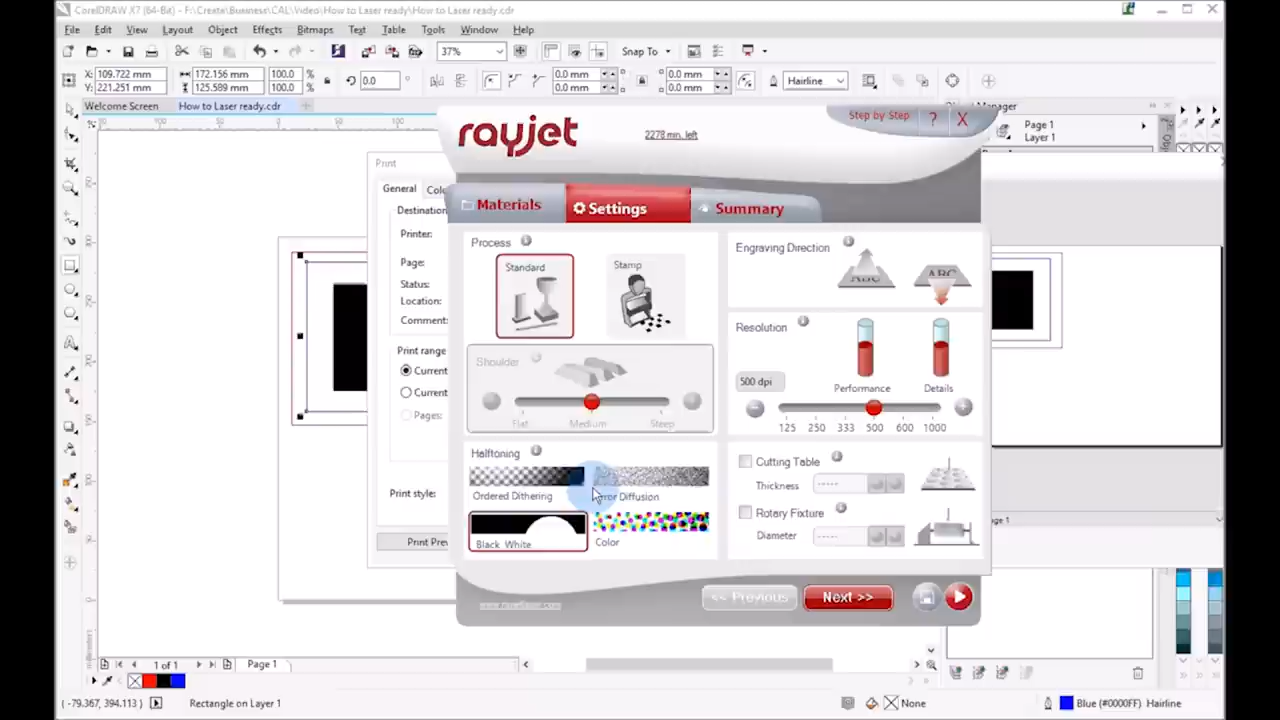 CorelDRAW X7 (64-Bit) - F:\Create\Business\CAL\Video\How to Laser ready\How to Laser ready.cdr
File Edit View Layout Object Effects Bitmaps Text Table Tools Window Help
37% Snap To
X: 109.722 mm 172.156 mm 100.0 % 0.0 0.0 mm 0.0 mm Hairline
Y: 221.251 mm 125.589 mm 100.0 % 0.0 mm 0.0 mm
Welcome Screen How to Laser ready.cdr
Manager
Page 1
Layer 1
Print
General
Destination
Printer:
Page:
Status:
Location:
Comment:
Print range
Current
Current
Pages:
Print style:
Print Pre
rayjet
2278 min. left
Step by Step ? X
Materials Settings Summary
Process
Standard
Stamp
Shoulder
Flat Medium Steep
Halftoning
Ordered Dithering
Error Diffusion
Black White
Color
Engraving Direction
ABC
ABC
Resolution
500 dpi
Performance Details
125 250 333 500 600 1000
Cutting Table
Thickness -----
Rotary Fixture
Diameter -----
<< Previous Next >>
1 of 1 Page 1
(-79.367, 394.113) Rectangle on Layer 1 None Blue (#0000FF) Hairline